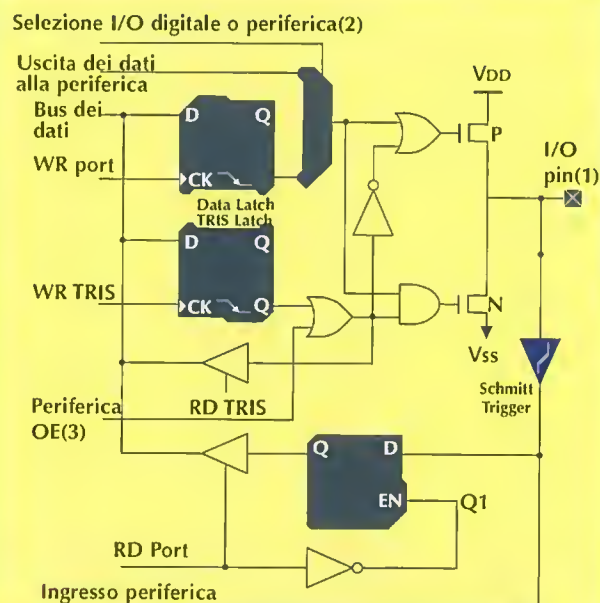 Selezione I/O digitale o periferica(2)
Uscita dei dati
alla periferica
Bus dei
dati
D Q
WR port
CK
Data Latch
TRIS Latch
D Q
WR TRIS
CK Q
RD TRIS
Periferica
OE(3)
VDD
P
I/O
pin(1)
N
Vss
Schmitt
Trigger
Q D
EN
Q1
RD Port
Ingresso periferica